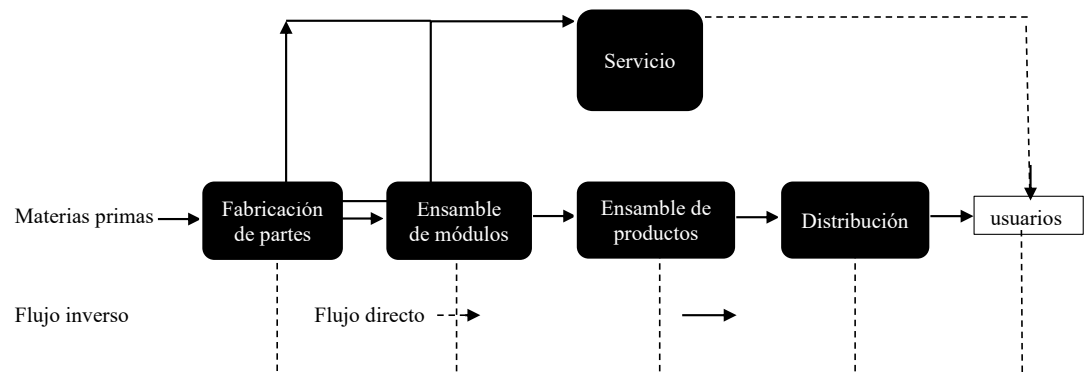 Servicio
Materias primas
Fabricación
de partes
Ensamble
de módulos
Ensamble de
productos
Distribución
usuarios
Flujo inverso
Flujo directo